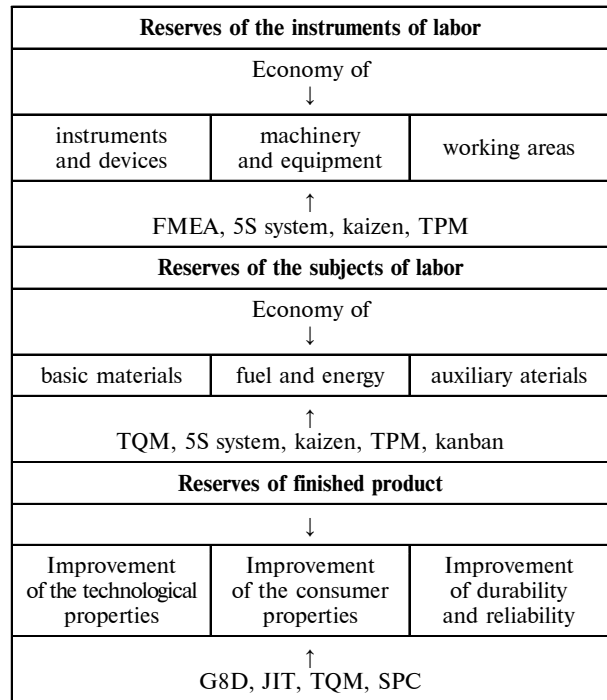 Reserves of the instruments of labor
Economy of
↓
instruments
and devices
machinery
and equipment
working areas
↑
FMEA, 5S system, kaizen, TPM
Reserves of the subjects of labor
Economy of
↓
basic materials
fuel and energy
auxiliary aterials
↑
TQM, 5S system, kaizen, TPM, kanban
Reserves of finished product
↓
Improvement
of the technological
properties
Improvement
of the consumer
properties
Improvement
of durability
and reliability
↑
G8D, JIT, TQM, SPC